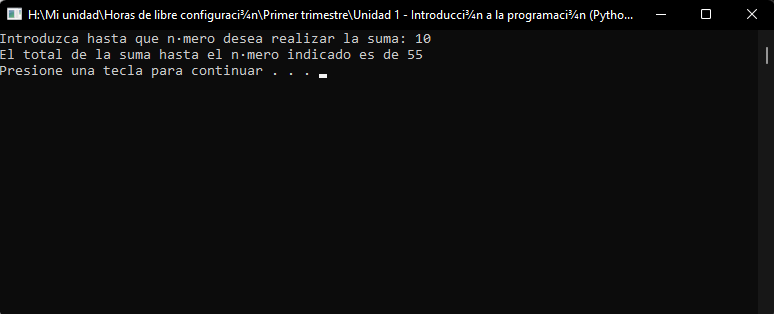 H:\Mi unidad\Horas de libre configuraci¾n\Primer trimestre\Unidad 1 - Introducci¾n a la programaci¾n (Pytho...
Introduzca hasta que n·mero desea realizar la suma: 10
El total de la suma hasta el n·mero indicado es de 55
Presione una tecla para continuar . . .